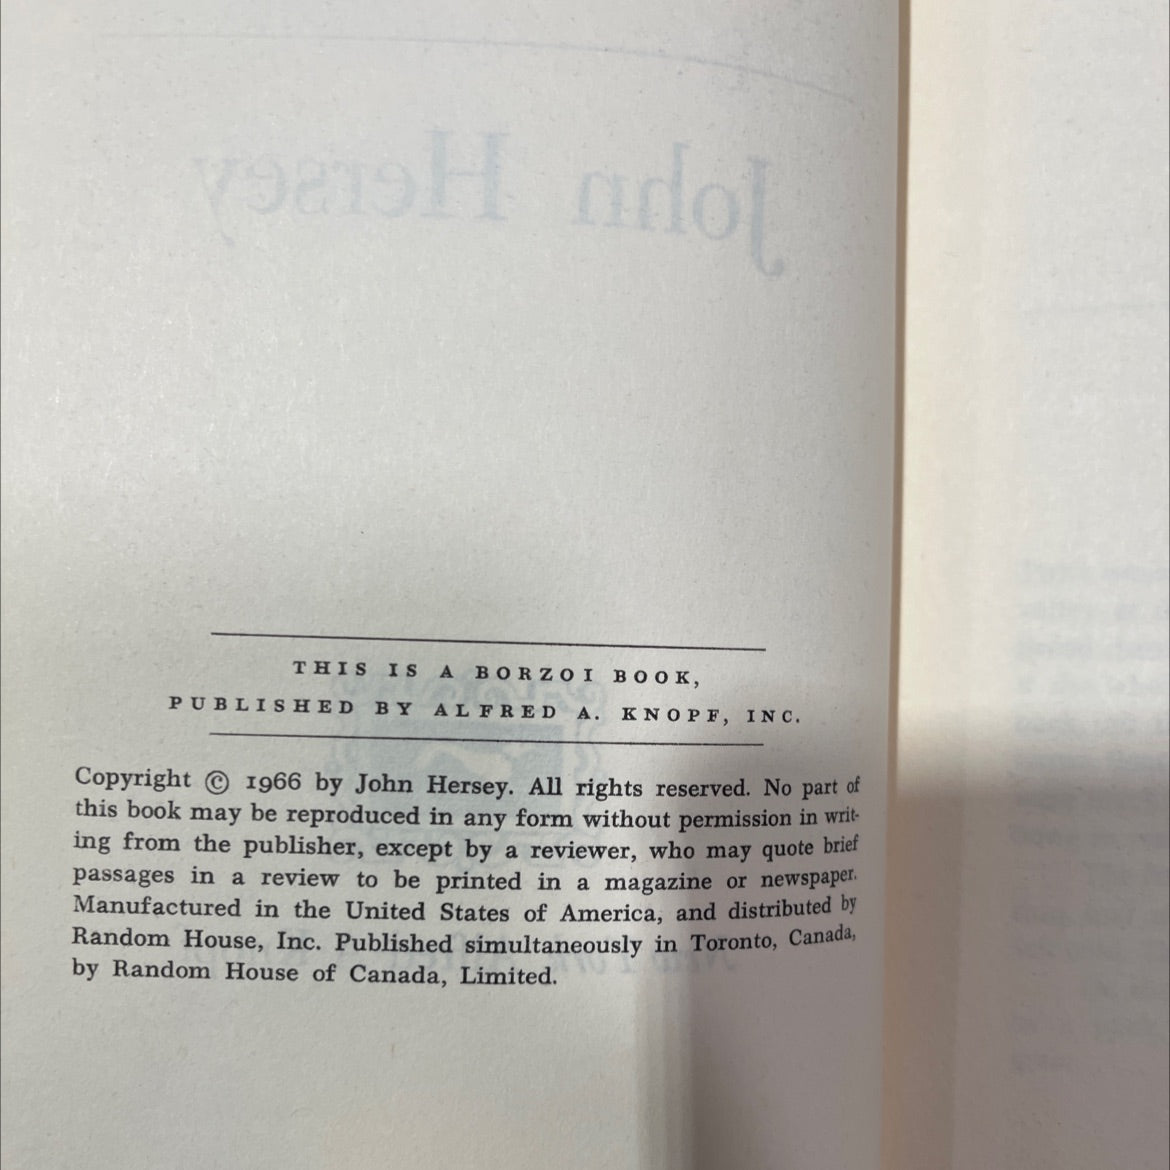 John Hersey
THIS IS A BORZOI BOOK,
PUBLISHED BY ALFRED A. KNOPF, INC.
Copyright © 1966 by John Hersey. All rights reserved. No part of
this book may be reproduced in any form without permission in writ-
ing from the publisher, except by a reviewer, who may quote brief
passages in a review to be printed in a magazine or newspaper.
Manufactured in the United States of America, and distributed by
Random House, Inc. Published simultaneously in Toronto, Canada,
by Random House of Canada, Limited.